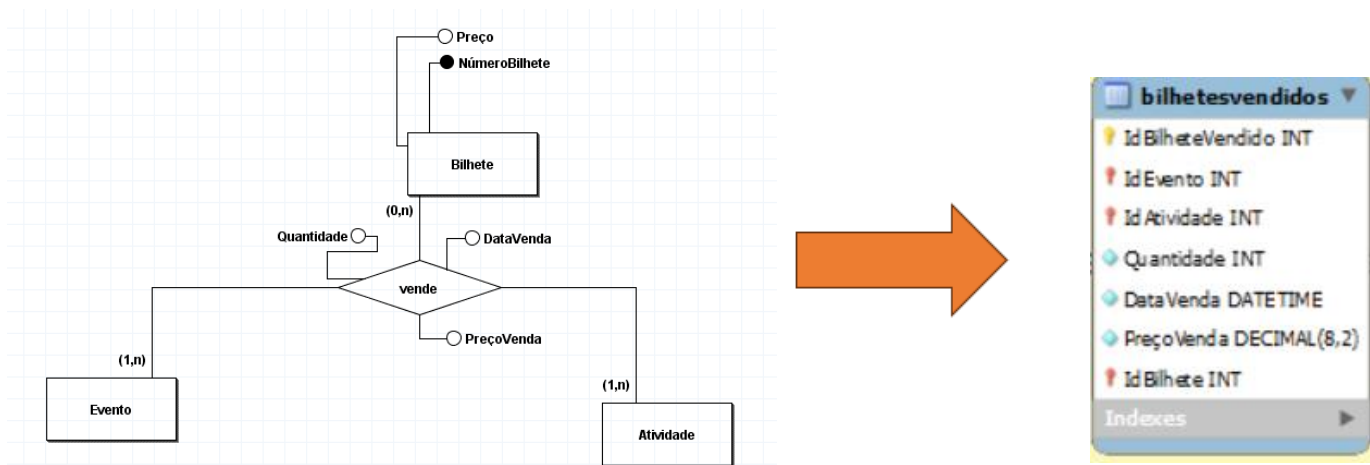 Preço
NúmeroBilhete
Bilhete
(0,n)
Quantidade
DataVenda
vende
PreçoVenda
(1,n)
(1,n)
Evento
Atividade
bilhetesvendidos
IdBilheteVendido INT
IdEvento INT
IdAtividade INT
Quantidade INT
DataVenda DATETIME
PreçoVenda DECIMAL(8,2)
IdBilhete INT
Indexes